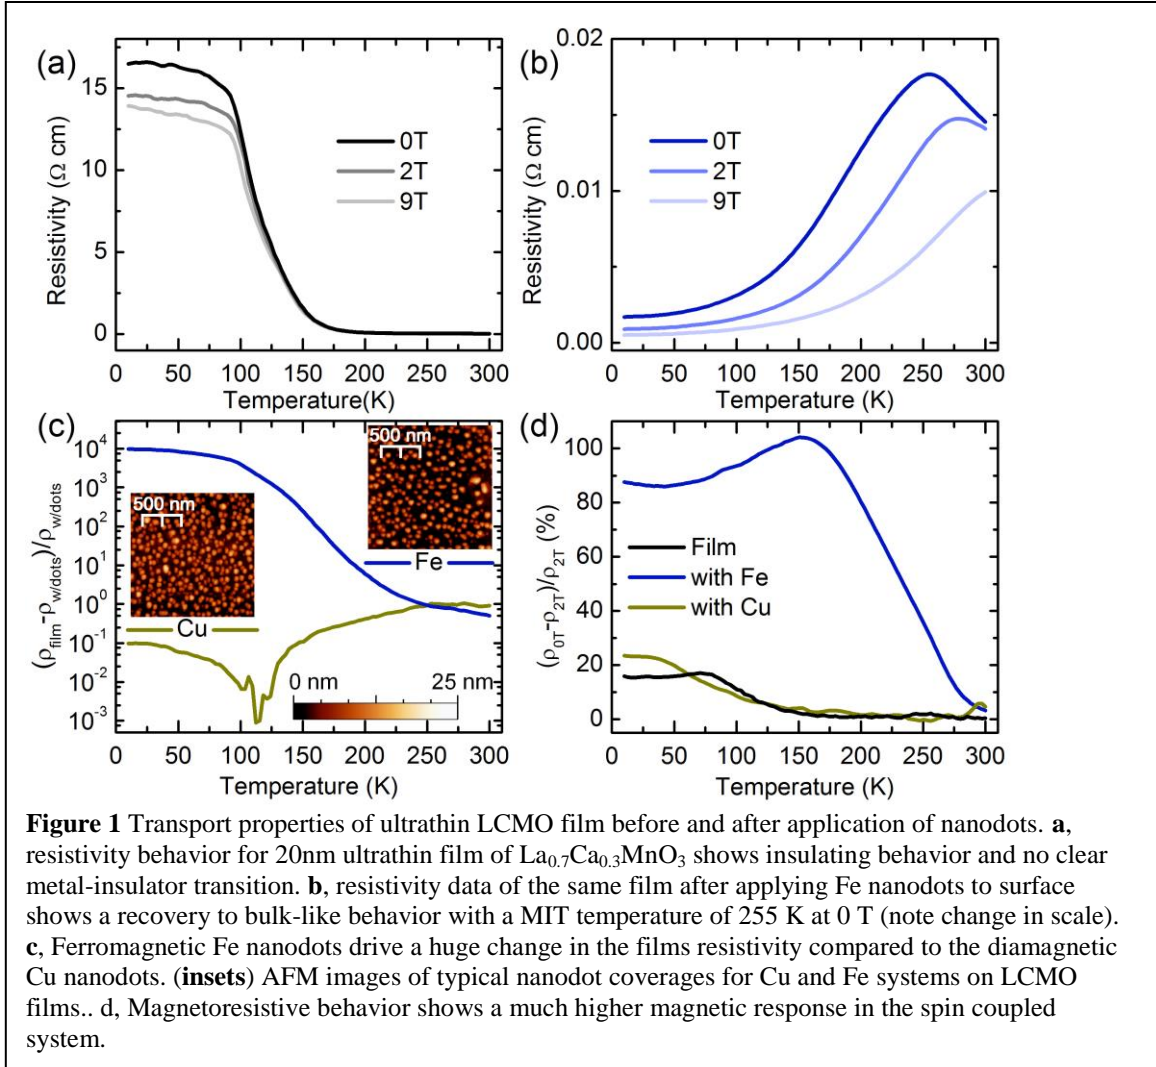 (a)
15
10
5
0
Resistivity (Ω cm)
0T
2T
9T
0 50 100 150 200 250 300
Temperature(K)
(b)
0.02
0.01
0.00
Resistivity (Ω cm)
0T
2T
9T
0 50 100 150 200 250 300
Temperature (K)
(c)
10⁴
10³
10²
10¹
10⁰
10⁻¹
10⁻²
10⁻³
(ρfilm-ρw/dots)/ρw/dots
500 nm
Cu
500 nm
Fe
0 nm 25 nm
0 50 100 150 200 250 300
Temperature (K)
(d)
100
80
60
40
20
0
(ρ0T-ρ2T)/ρ2T (%)
Film
with Fe
with Cu
0 50 100 150 200 250 300
Temperature (K)
Figure 1 Transport properties of ultrathin LCMO film before and after application of nanodots. a,
resistivity behavior for 20nm ultrathin film of La0.7Ca0.3MnO3 shows insulating behavior and no clear
metal-insulator transition. b, resistivity data of the same film after applying Fe nanodots to surface
shows a recovery to bulk-like behavior with a MIT temperature of 255 K at 0 T (note change in scale).
c, Ferromagnetic Fe nanodots drive a huge change in the films resistivity compared to the diamagnetic
Cu nanodots. (insets) AFM images of typical nanodot coverages for Cu and Fe systems on LCMO
films.. d, Magnetoresistive behavior shows a much higher magnetic response in the spin coupled
system.